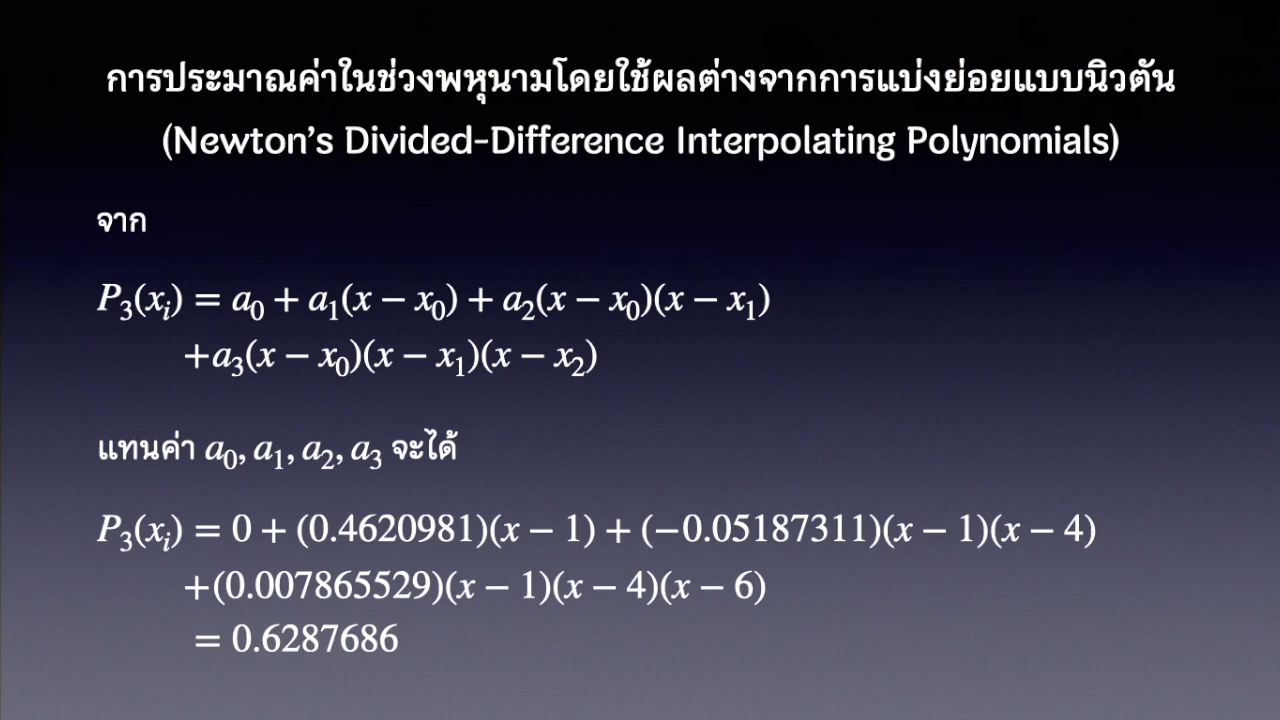 การประมาณค่าในช่วงพหุนามโดยใช้ผลต่างจากการแบ่งย่อยแบบนิวตัน
(Newton's Divided-Difference Interpolating Polynomials)
จาก
P₃(xᵢ) = a₀ + a₁(x − x₀) + a₂(x − x₀)(x − x₁)
+a₃(x − x₀)(x − x₁)(x − x₂)
แทนค่า a₀, a₁, a₂, a₃ จะได้
P₃(xᵢ) = 0 + (0.4620981)(x − 1) + (−0.05187311)(x − 1)(x − 4)
+(0.007865529)(x − 1)(x − 4)(x − 6)
= 0.6287686